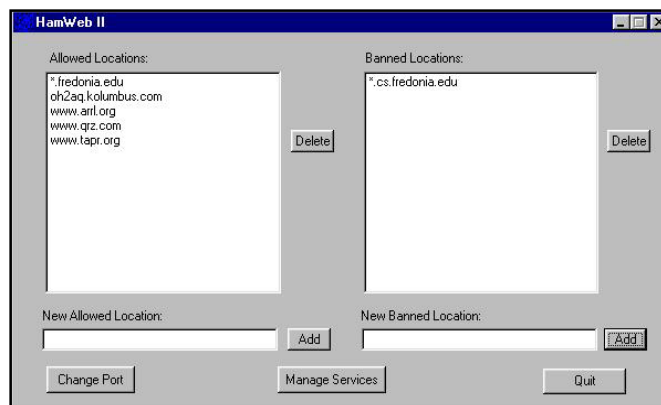 HamWeb II
Allowed Locations:
*.fredonia.edu
oh2aq.kolumbus.com
www.arrl.org
www.qrz.com
www.tapr.org
Delete
Banned Locations:
*.cs.fredonia.edu
Delete
New Allowed Location:
Add
New Banned Location:
Add
Change Port
Manage Services
Quit